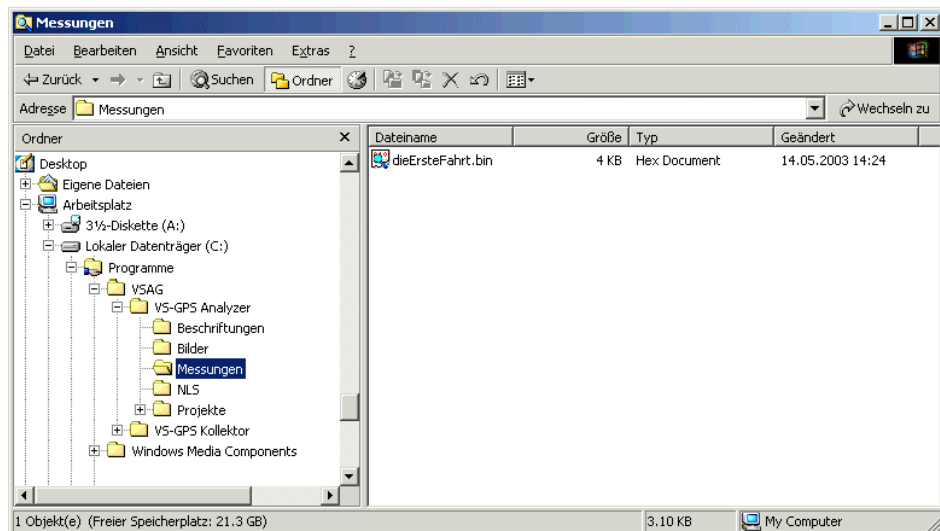 Messungen
Datei Bearbeiten Ansicht Favoriten Extras ?
Zurück Suchen Ordner
Adresse Messungen Wechseln zu
Ordner
Desktop
Eigene Dateien
Arbeitsplatz
3½-Diskette (A:)
Lokaler Datenträger (C:)
Programme
VSAG
VS-GPS Analyzer
Beschriftungen
Bilder
Messungen
NLS
Projekte
VS-GPS Kollektor
Windows Media Components
Dateiname Größe Typ Geändert
dieErsteFahrt.bin 4 KB Hex Document 14.05.2003 14:24
1 Objekt(e) (Freier Speicherplatz: 21.3 GB) 3.10 KB My Computer